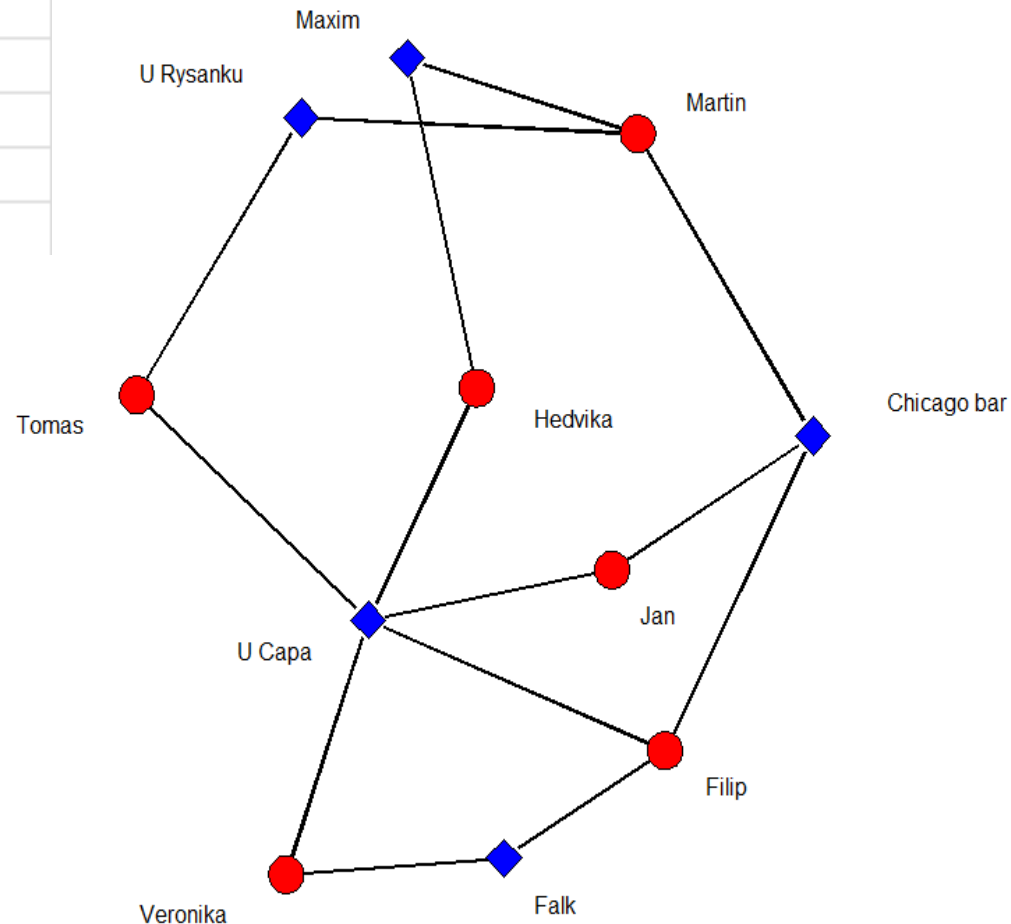 Maxim
U Rysanku
Martin
Chicago bar
Hedvika
Tomas
Jan
U Capa
Filip
Falk
Veronika